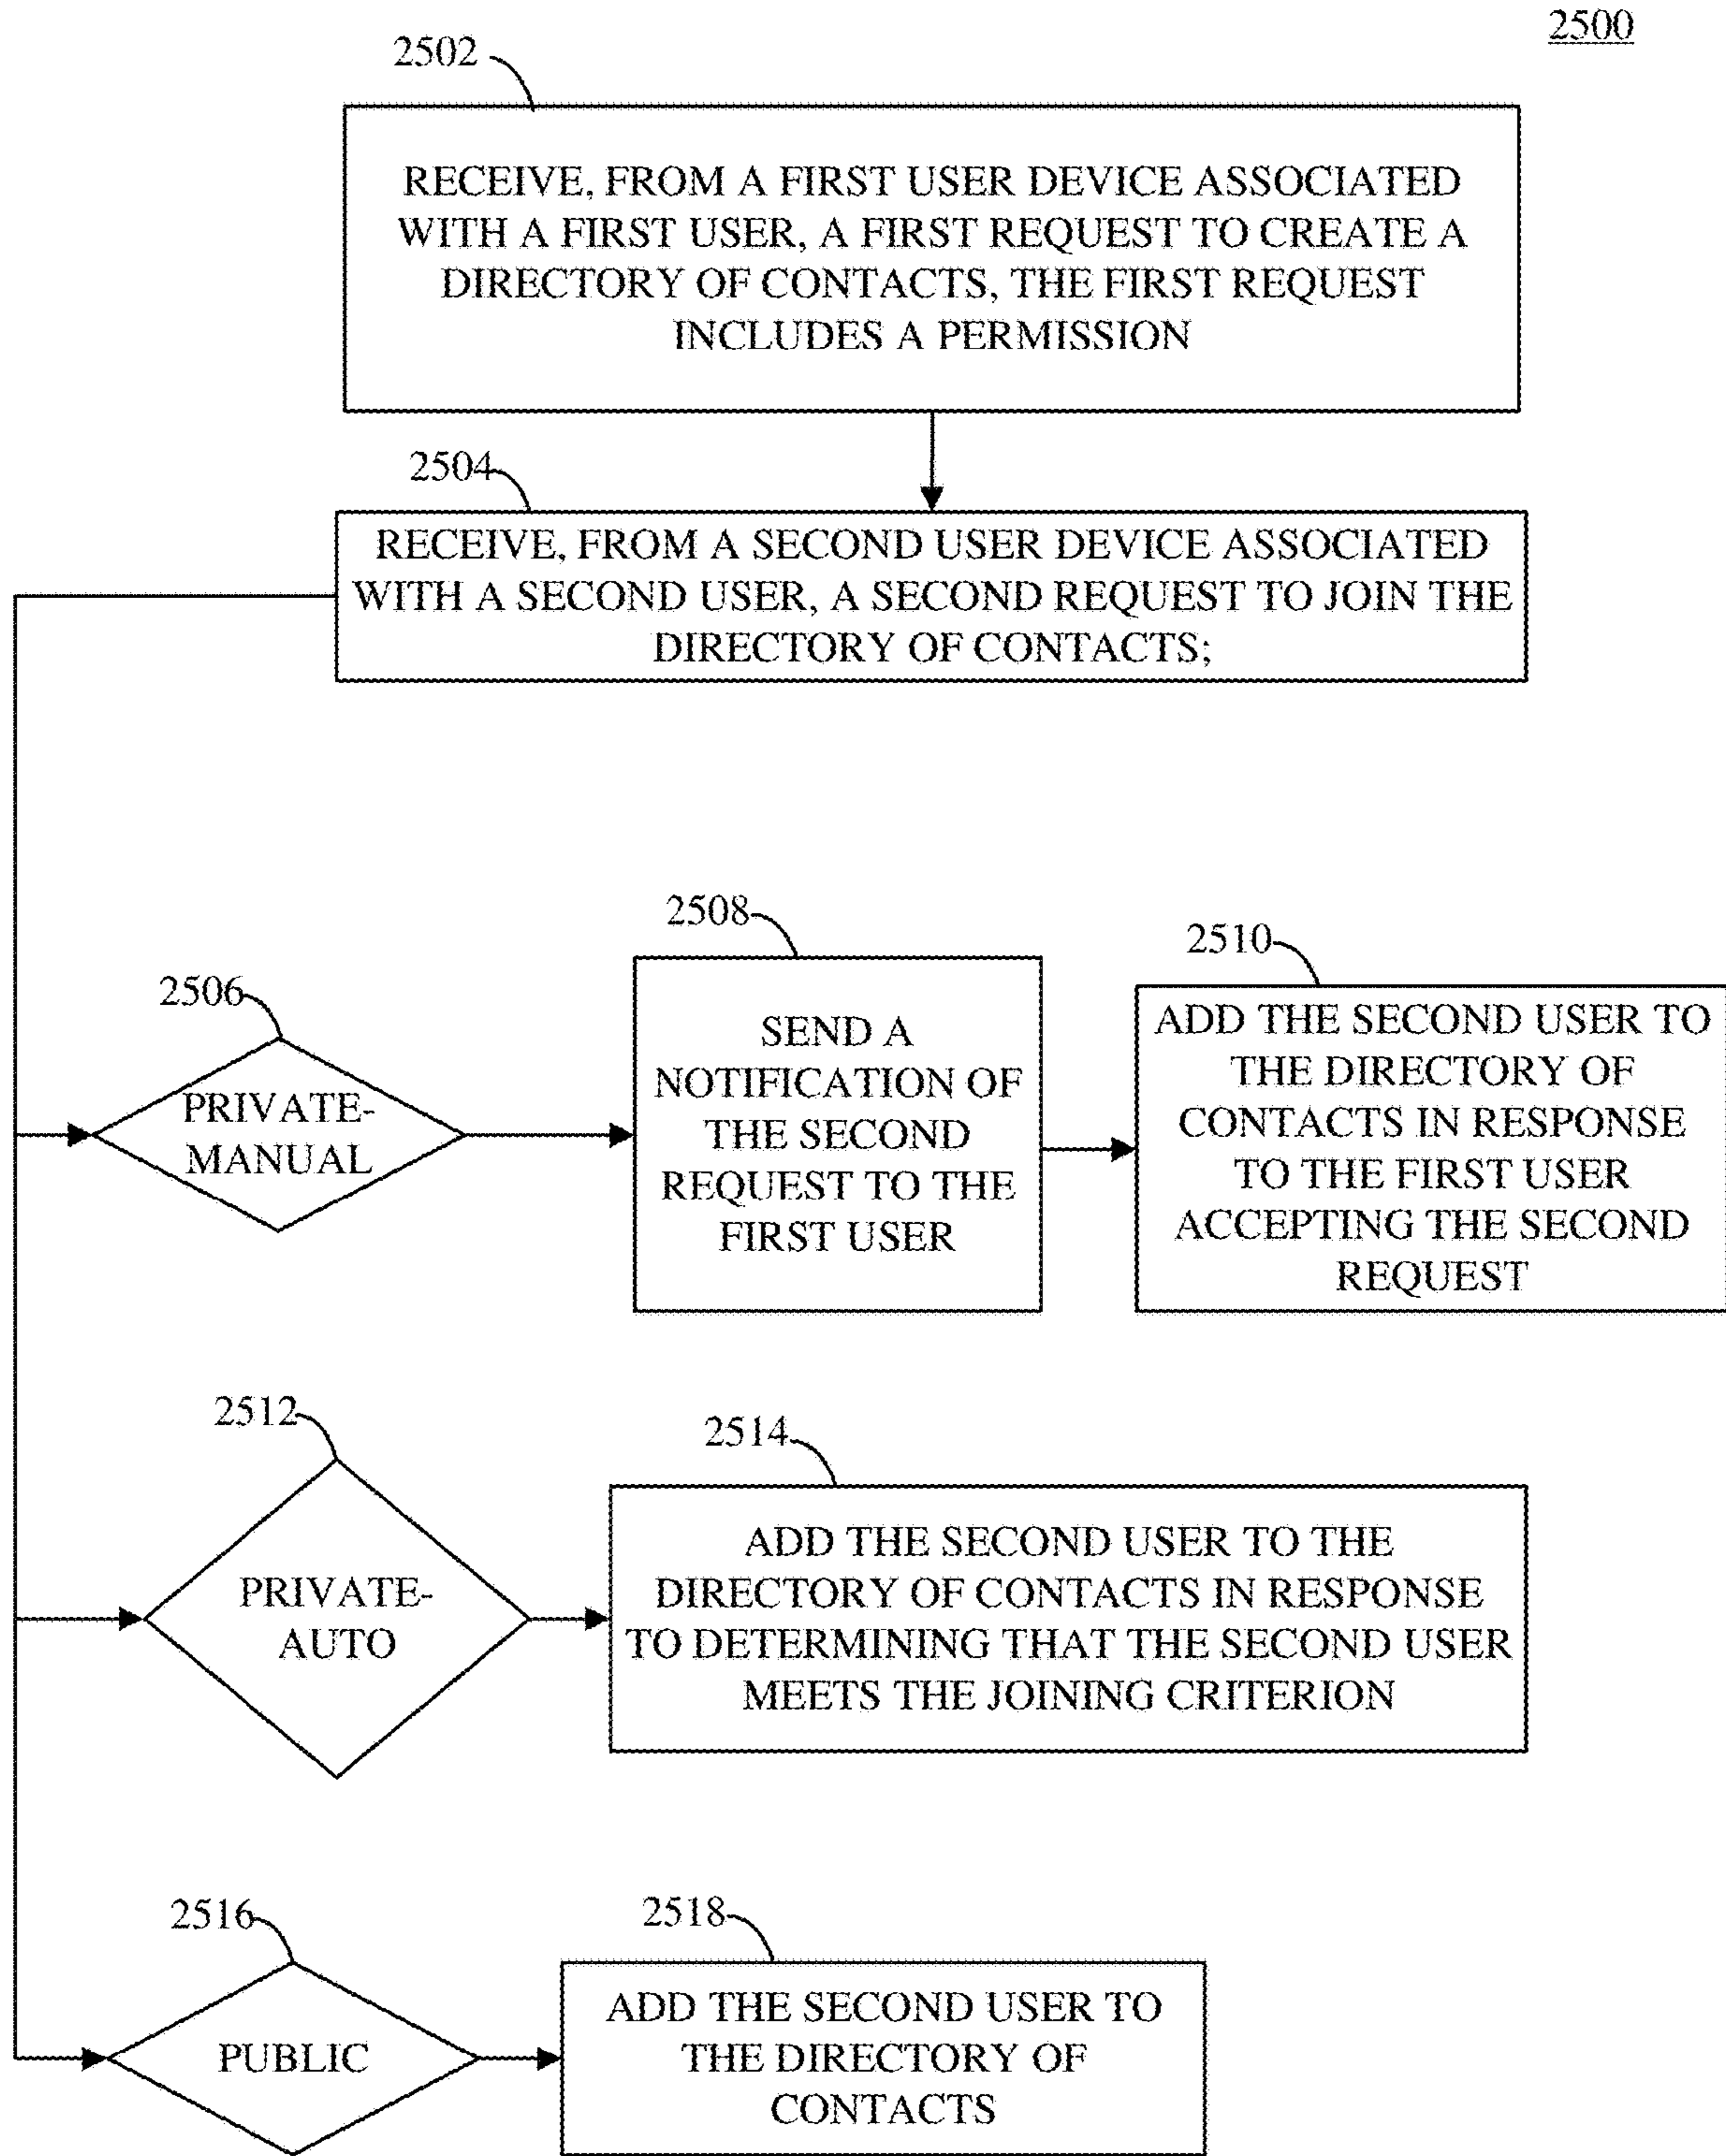 2500
2502
RECEIVE, FROM A FIRST USER DEVICE ASSOCIATED
WITH A FIRST USER, A FIRST REQUEST TO CREATE A
DIRECTORY OF CONTACTS, THE FIRST REQUEST
INCLUDES A PERMISSION
2504
RECEIVE, FROM A SECOND USER DEVICE ASSOCIATED
WITH A SECOND USER, A SECOND REQUEST TO JOIN THE
DIRECTORY OF CONTACTS;
2506
PRIVATE-
MANUAL
2508
SEND A
NOTIFICATION OF
THE SECOND
REQUEST TO THE
FIRST USER
2510
ADD THE SECOND USER TO
THE DIRECTORY OF
CONTACTS IN RESPONSE
TO THE FIRST USER
ACCEPTING THE SECOND
REQUEST
2512
PRIVATE-
AUTO
2514
ADD THE SECOND USER TO THE
DIRECTORY OF CONTACTS IN RESPONSE
TO DETERMINING THAT THE SECOND USER
MEETS THE JOINING CRITERION
2516
PUBLIC
2518
ADD THE SECOND USER TO
THE DIRECTORY OF
CONTACTS